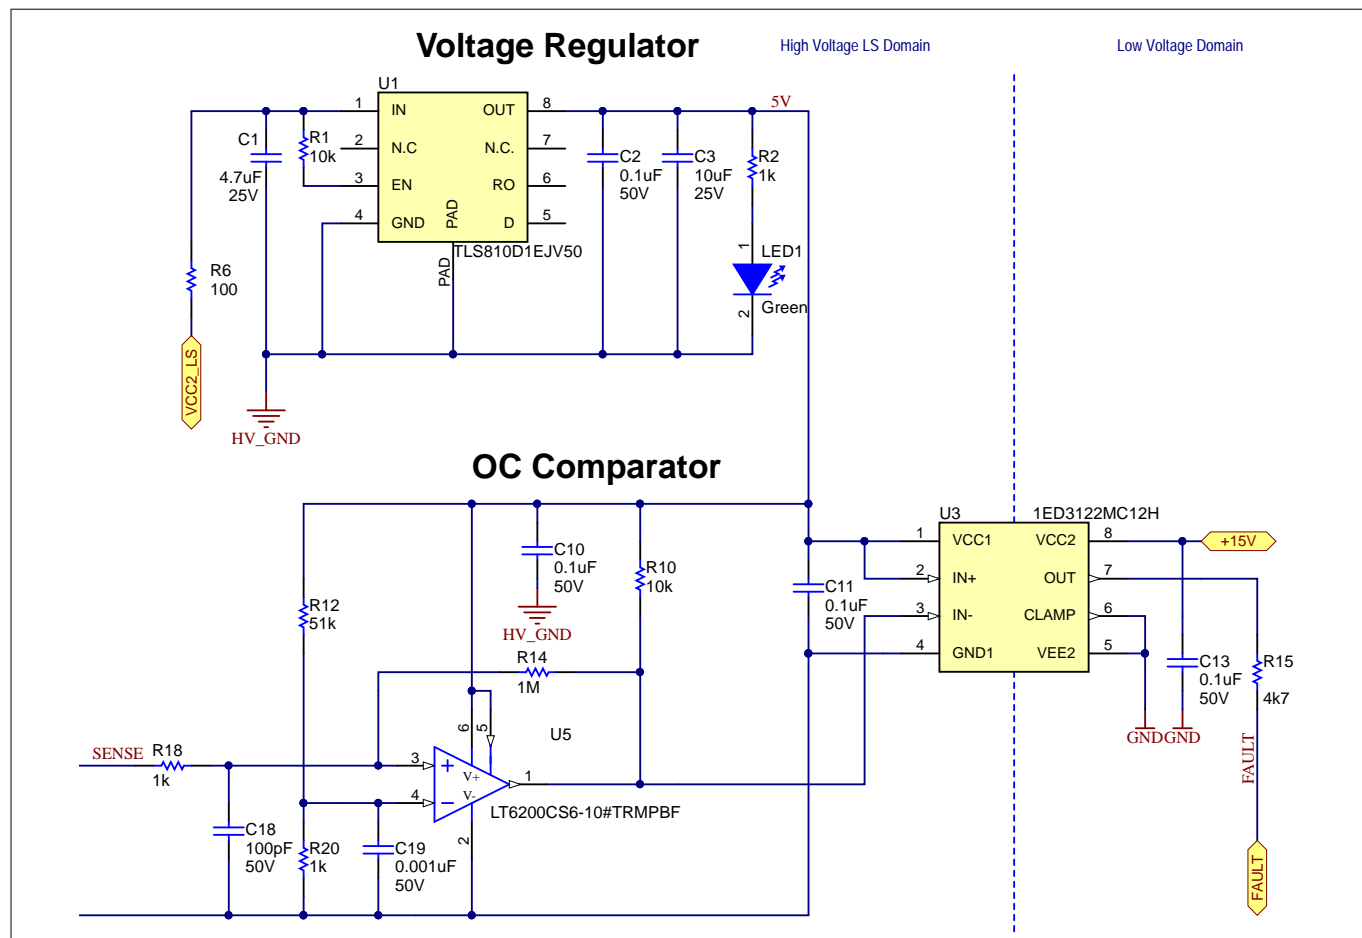 Voltage Regulator
High Voltage LS Domain
Low Voltage Domain
U1
1
IN
OUT
8
5V
C1
4.7uF
25V
R1
10k
2
N.C
N.C.
7
3
EN
RO
6
4
GND
PAD
D
5
PAD
TLS810D1EJV50
C2
0.1uF
50V
C3
10uF
25V
R2
1k
1
LED1
2
Green
R6
100
VCC2_LS
HV_GND
OC Comparator
C10
0.1uF
50V
HV_GND
R10
10k
R12
51k
R14
1M
C11
0.1uF
50V
U3
1ED3122MC12H
1
VCC1
VCC2
8
+15V
2
IN+
OUT
7
3
IN-
CLAMP
6
4
GND1
VEE2
5
C13
0.1uF
50V
R15
4k7
GND
GND
FAULT
FAULT
SENSE
R18
1k
6
5
U5
3
+
V+
1
4
−
V-
LT6200CS6-10#TRMPBF
2
C18
100pF
50V
R20
1k
C19
0.001uF
50V